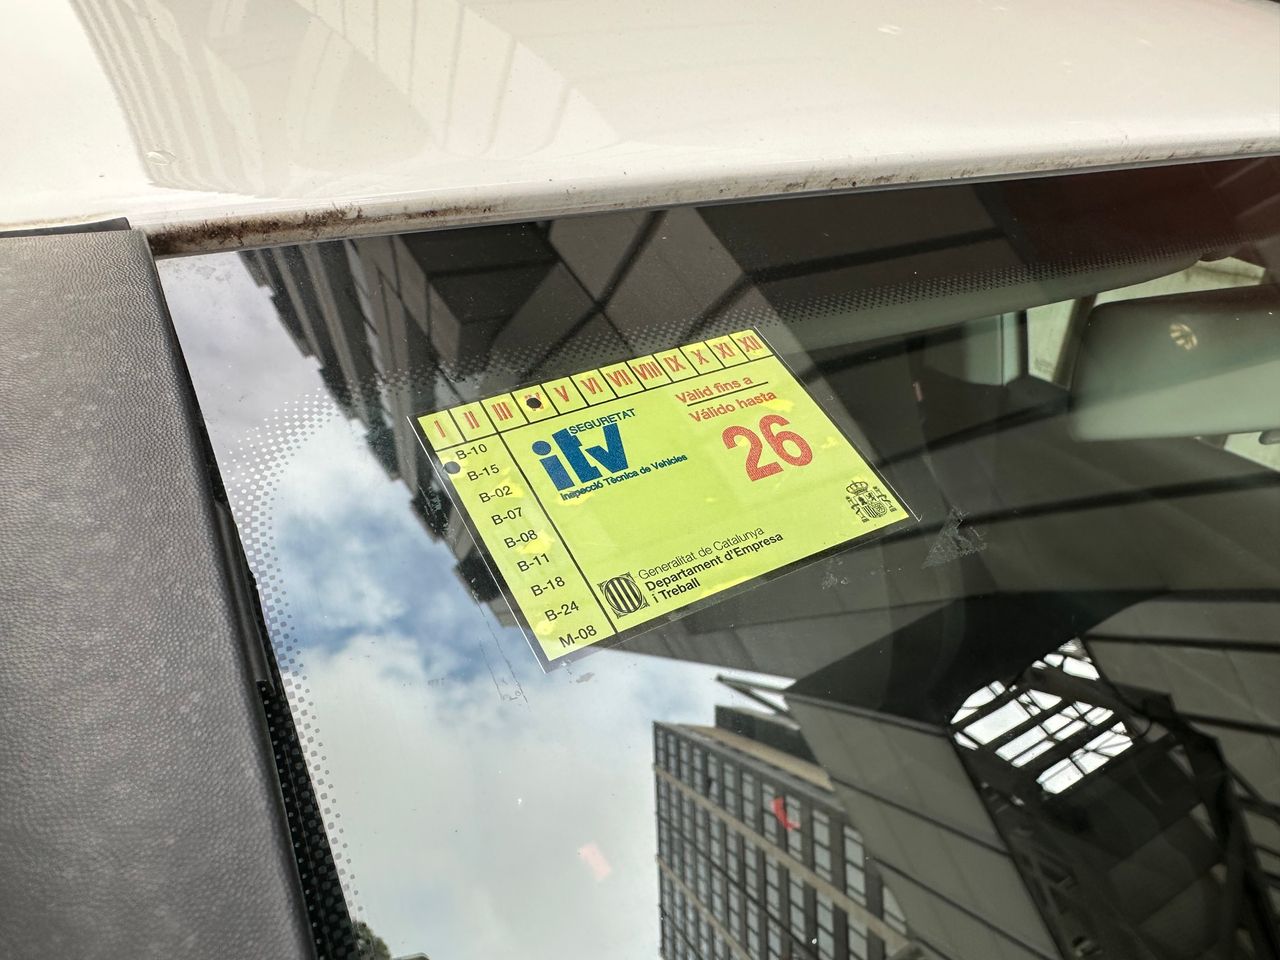 I II III IV V VI VII VIII IX X XI XII
B-10
B-15
B-02
B-07
B-08
B-11
B-18
B-24
M-08
SEGURETAT
itv
Inspecció Tècnica de Vehicles
Vàlid fins a
Válido hasta
26
Generalitat de Catalunya
Departament d'Empresa
i Treball